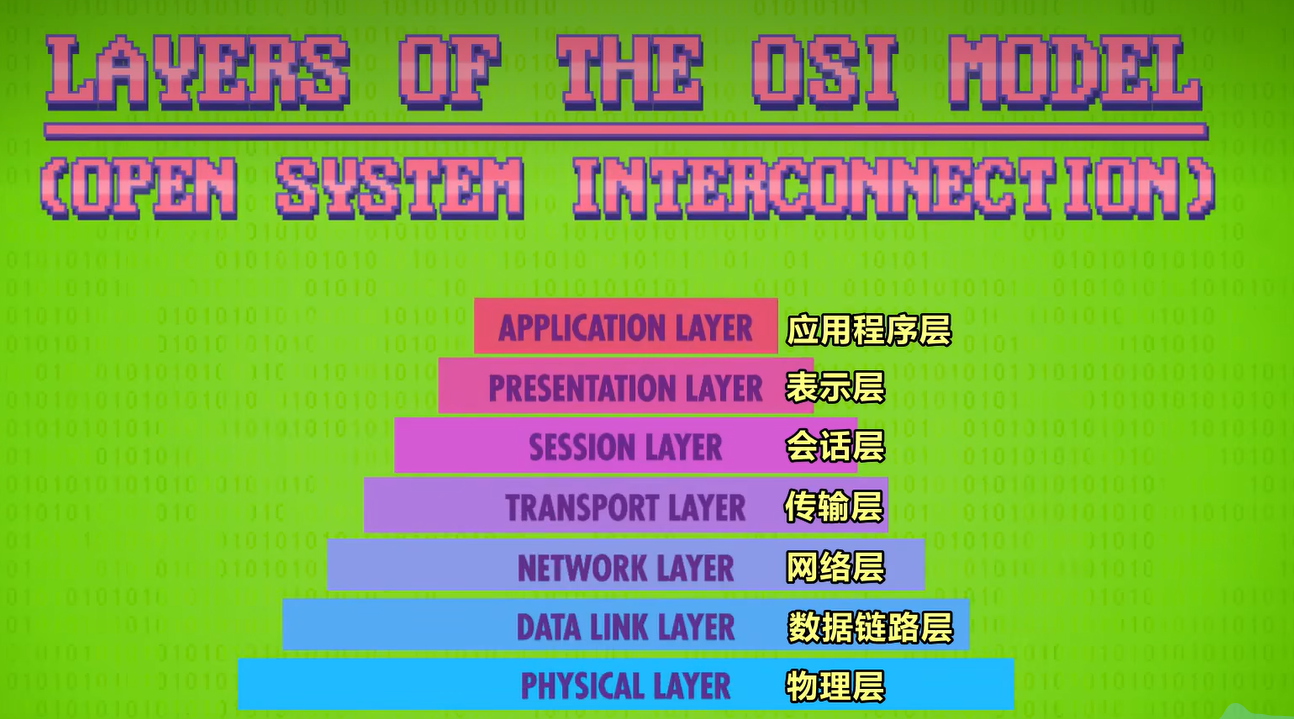 LAYERS OF THE OSI MODEL
(OPEN SYSTEM INTERCONNECTION)
APPLICATION LAYER 应用程序层
PRESENTATION LAYER 表示层
SESSION LAYER 会话层
TRANSPORT LAYER 传输层
NETWORK LAYER 网络层
DATA LINK LAYER 数据链路层
PHYSICAL LAYER 物理层